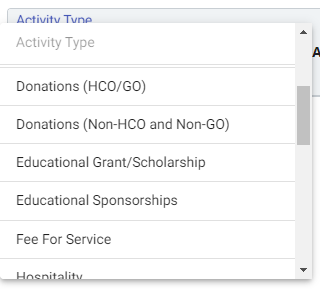 Activity Type
Activity Type
Donations (HCO/GO)
Donations (Non-HCO and Non-GO)
Educational Grant/Scholarship
Educational Sponsorships
Fee For Service
Hospitality